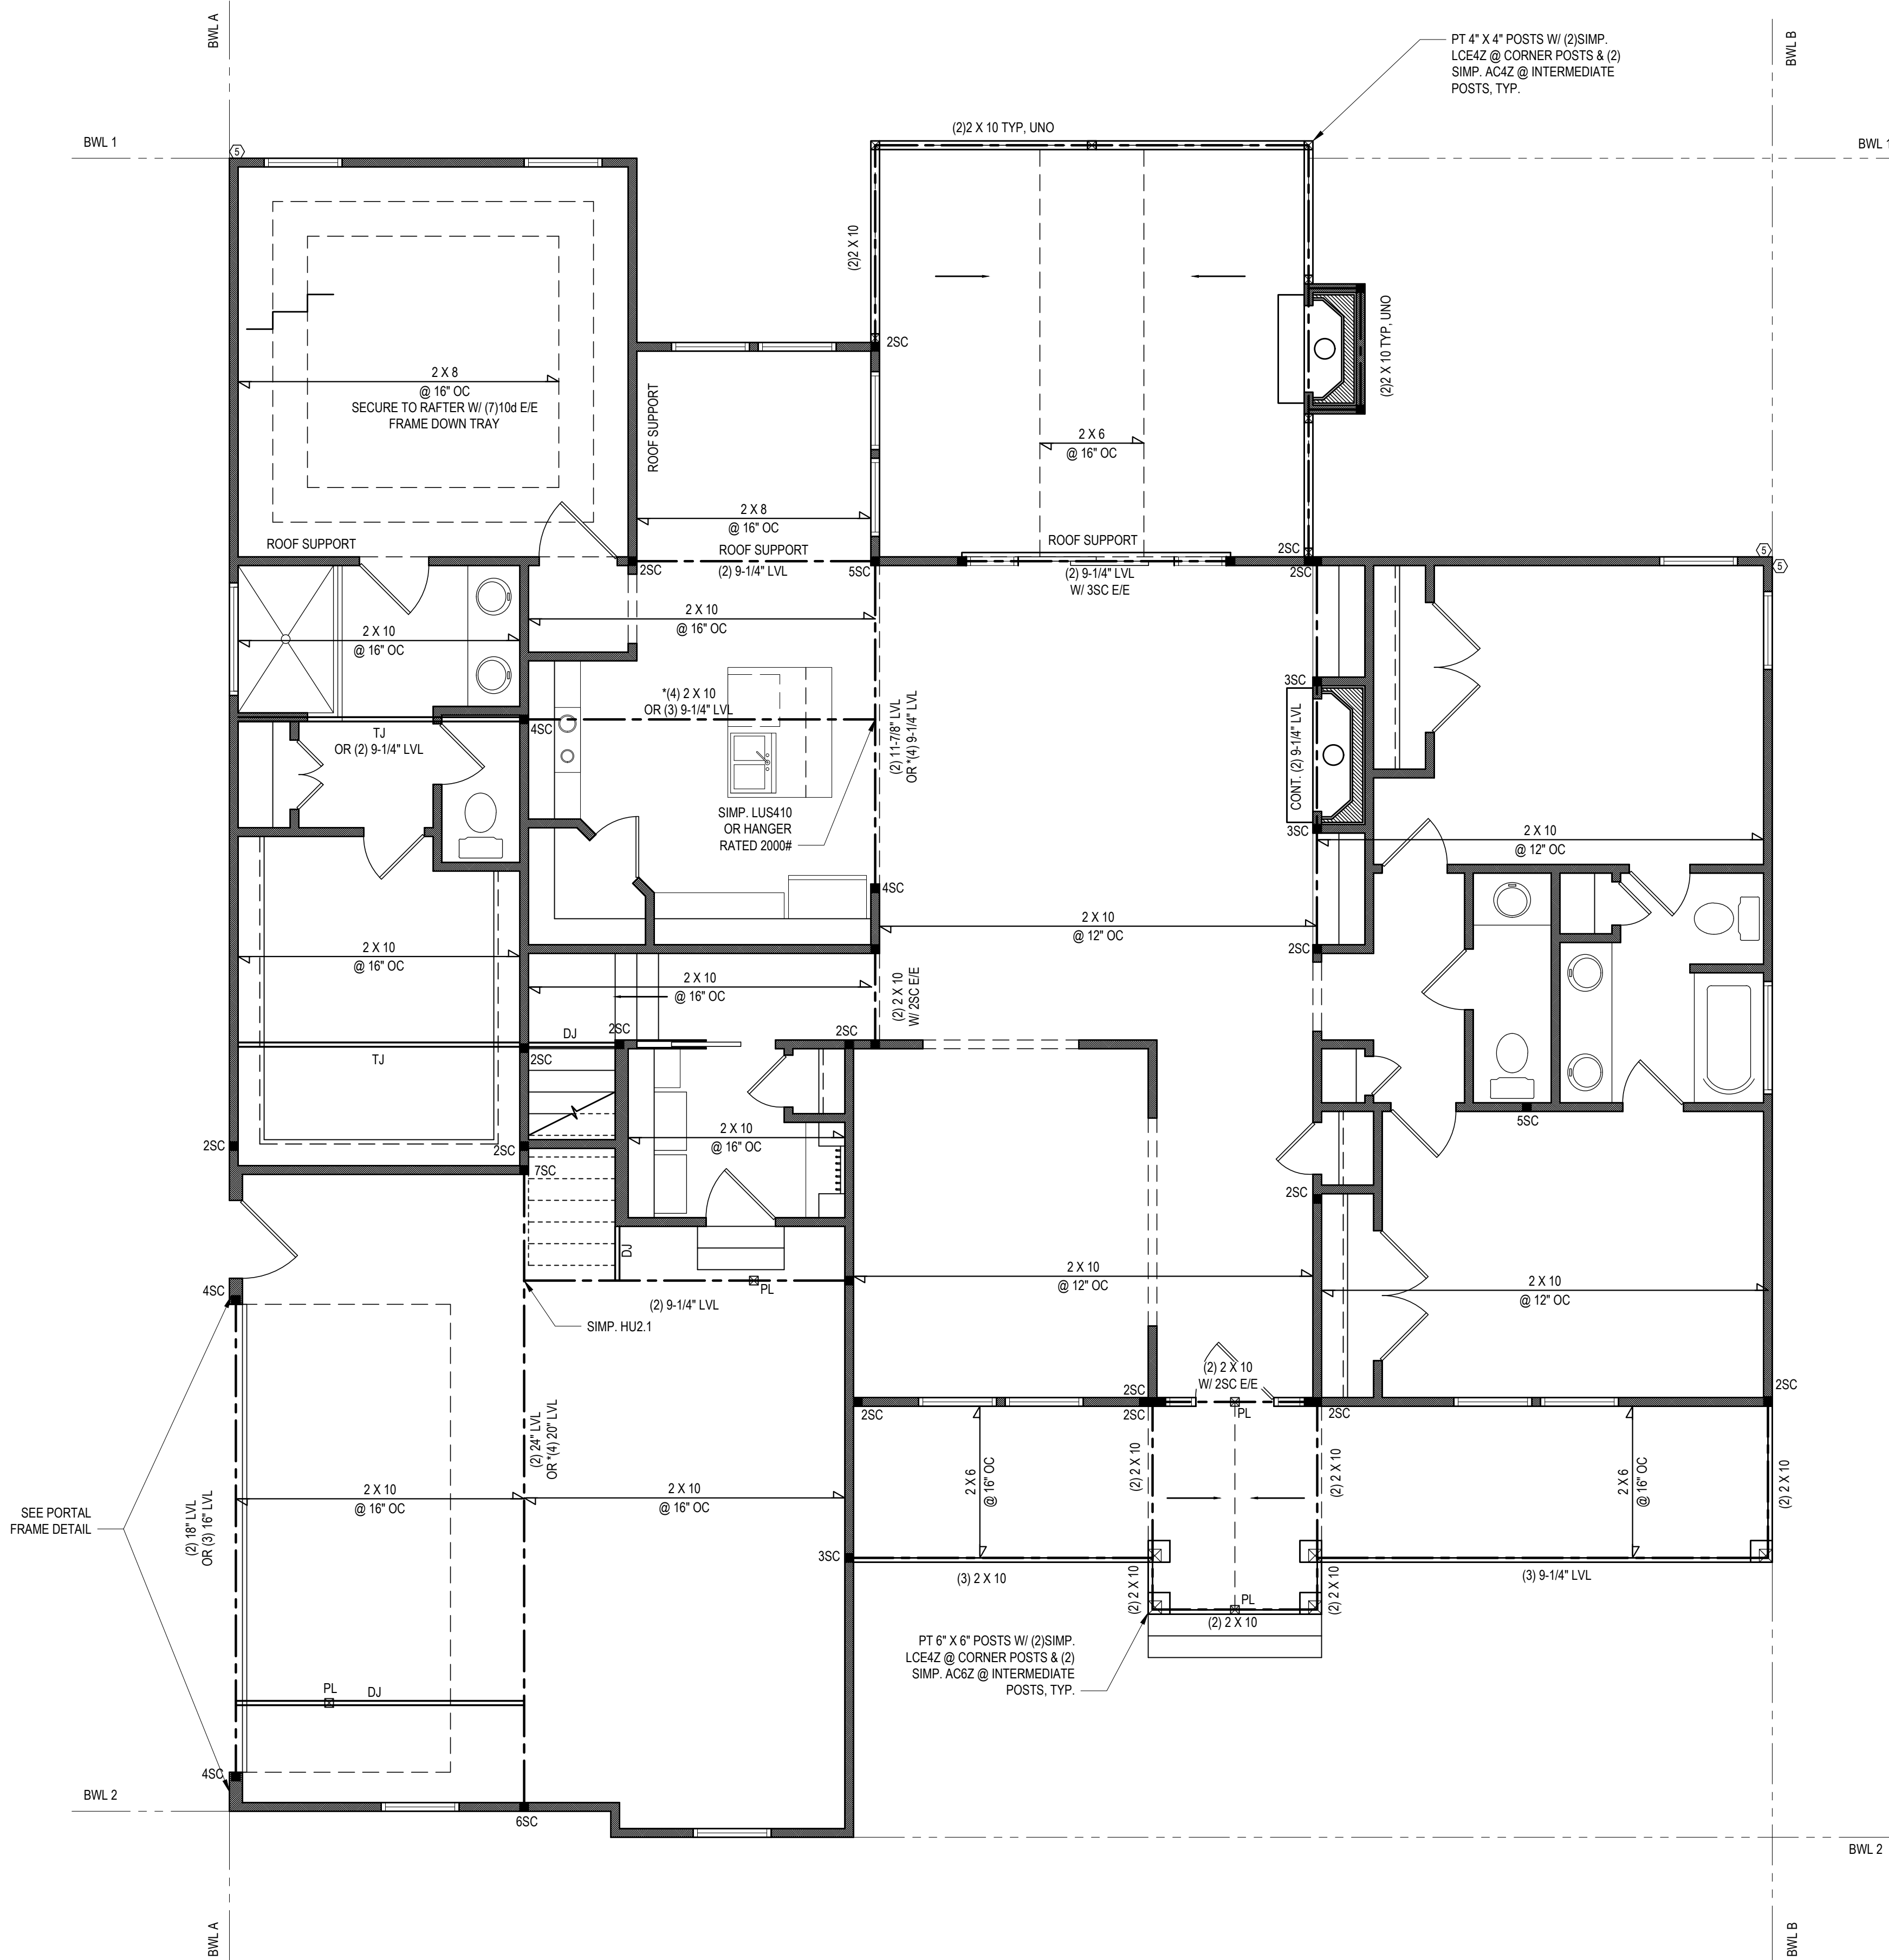 BWL A
BWL B
PT 4" X 4" POSTS W/ (2)SIMP.
LCE4Z @ CORNER POSTS & (2)
SIMP. AC4Z @ INTERMEDIATE
POSTS, TYP.
BWL 1
BWL 1
(2)2 X 10 TYP, UNO
5
(2)2 X 10
2SC
(2)2 X 10 TYP, UNO
2 X 8
@ 16" OC
SECURE TO RAFTER W/ (7)10d E/E
FRAME DOWN TRAY
ROOF SUPPORT
2 X 6
@ 16" OC
2 X 8
@ 16" OC
ROOF SUPPORT
ROOF SUPPORT
ROOF SUPPORT
2SC
5
5
2SC
(2) 9-1/4" LVL
5SC
(2) 9-1/4" LVL
W/ 3SC E/E
2SC
2 X 10
@ 16" OC
2 X 10
@ 16" OC
*(4) 2 X 10
OR (3) 9-1/4" LVL
4SC
TJ
OR (2) 9-1/4" LVL
(2) 11-7/8" LVL
OR *(4) 9-1/4" LVL
3SC
CONT. (2) 9-1/4" LVL
SIMP. LUS410
OR HANGER
RATED 2000#
3SC
2 X 10
@ 12" OC
4SC
2 X 10
@ 12" OC
2SC
2 X 10
@ 16" OC
2 X 10
@ 16" OC
(2) 2 X 10
W/ 2SC E/E
DJ
2SC
2SC
TJ
2SC
2 X 10
@ 16" OC
5SC
2SC
2SC
7SC
2SC
DJ
PL
4SC
(2) 9-1/4" LVL
2 X 10
@ 12" OC
2 X 10
@ 12" OC
SIMP. HU2.1
(2) 2 X 10
W/ 2SC E/E
2SC
2SC
2SC
2SC
PL
2SC
(2) 24" LVL
OR *(4) 20" LVL
2 X 6
@ 16" OC
(2) 2 X 10
(2) 2 X 10
2 X 6
@ 16" OC
(2) 2 X 10
2 X 10
@ 16" OC
2 X 10
@ 16" OC
SEE PORTAL
FRAME DETAIL
(2) 18" LVL
OR (3) 16" LVL
3SC
(3) 2 X 10
(2) 2 X 10
PL
(2) 2 X 10
(2) 2 X 10
(3) 9-1/4" LVL
PT 6" X 6" POSTS W/ (2)SIMP.
LCE4Z @ CORNER POSTS & (2)
SIMP. AC6Z @ INTERMEDIATE
POSTS, TYP.
PL
DJ
4SC
BWL 2
6SC
BWL 2
BWL A
BWL B